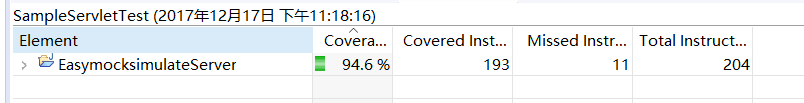 SampleServletTest (2017年12月17日 下午11:18:16)
Element Covera... Covered Inst... Missed Instr... Total Instruct...
EasymocksimulateServer 94.6 % 193 11 204